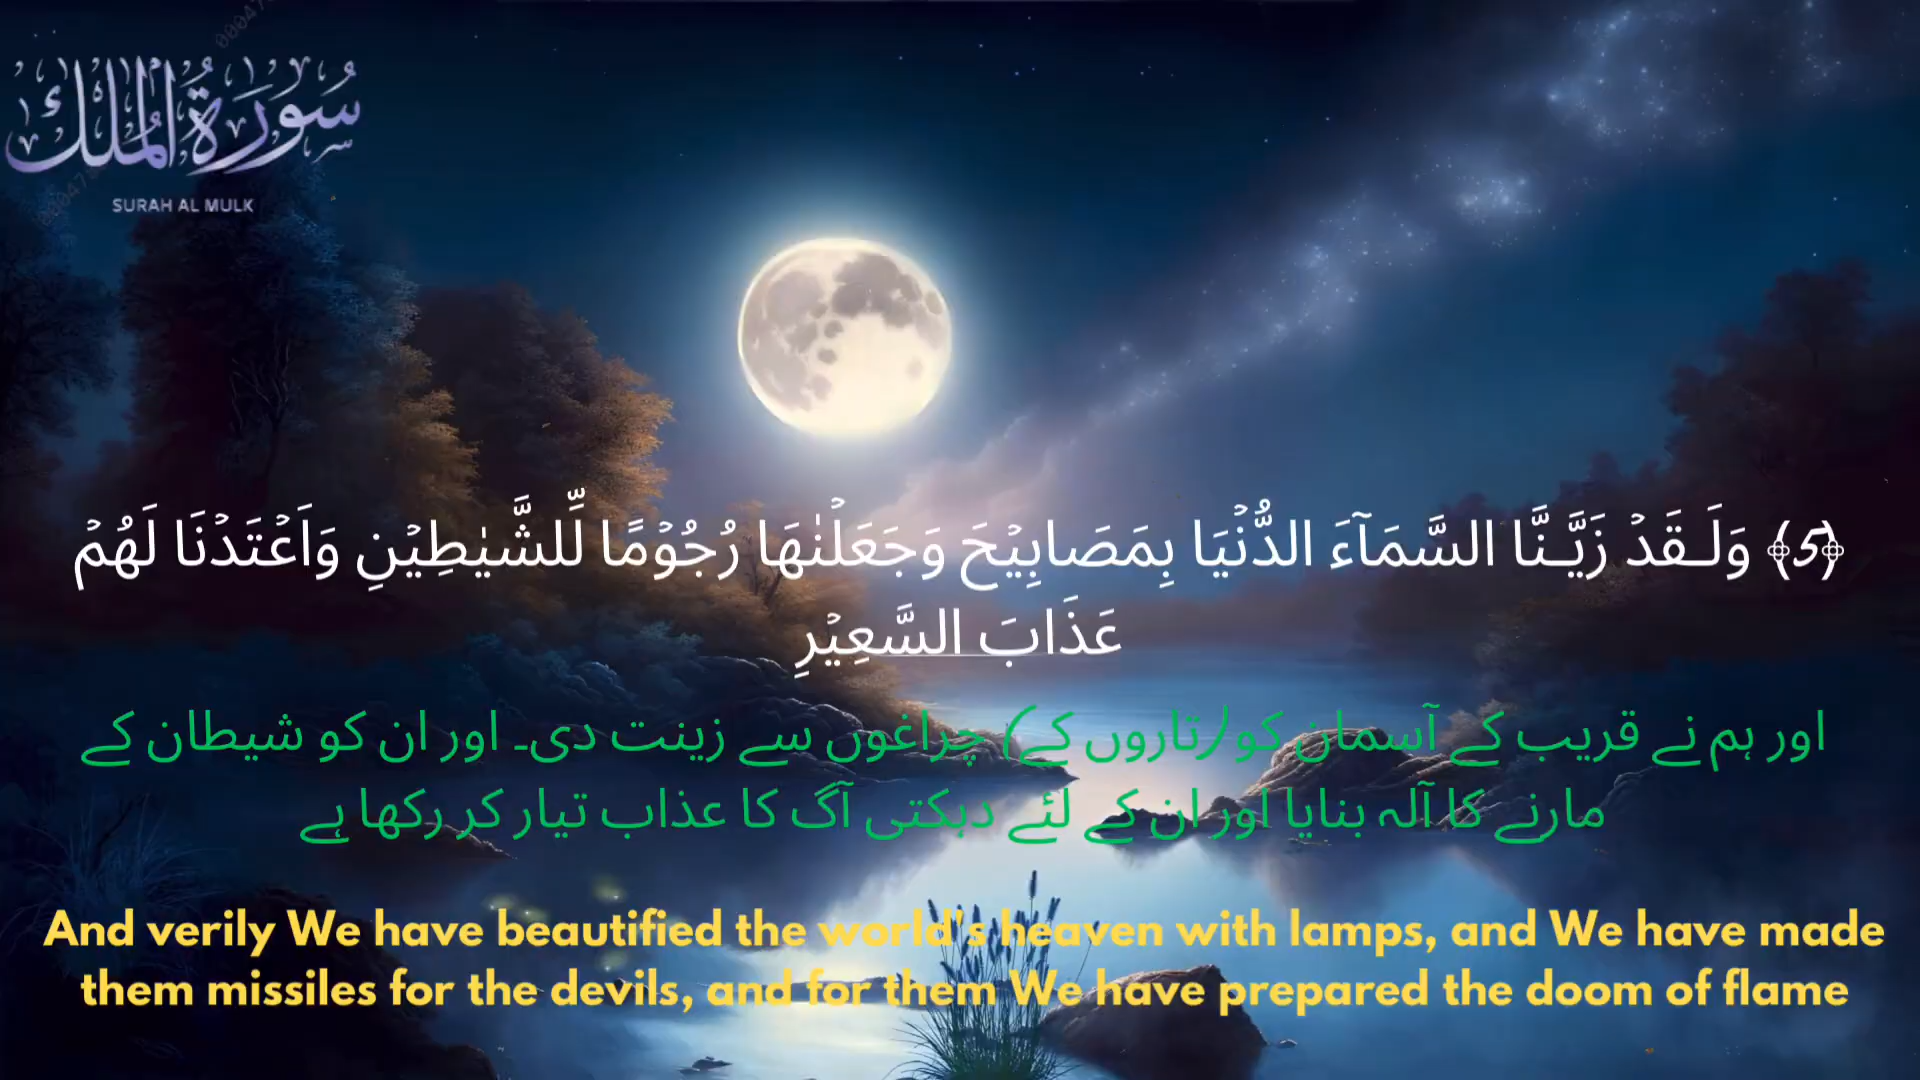 سُورَةُ المُلك
SURAH AL MULK
﴿5﴾ وَلَـقَدۡ زَيَّـنَّا السَّمَآءَ الدُّنۡيَا بِمَصَابِيۡحَ وَجَعَلۡنٰهَا رُجُوۡمًا لِّلشَّيٰطِيۡنِ‌ وَاَعۡتَدۡنَا لَهُمۡ
عَذَابَ السَّعِيۡرِ
اور ہم نے قریب کے آسمان کو (تاروں کے) چراغوں سے زینت دی۔ اور ان کو شیطان کے
مارنے کا آلہ بنایا اور ان کے لئے دہکتی آگ کا عذاب تیار کر رکھا ہے
And verily We have beautified the world's heaven with lamps, and We have made
them missiles for the devils, and for them We have prepared the doom of flame